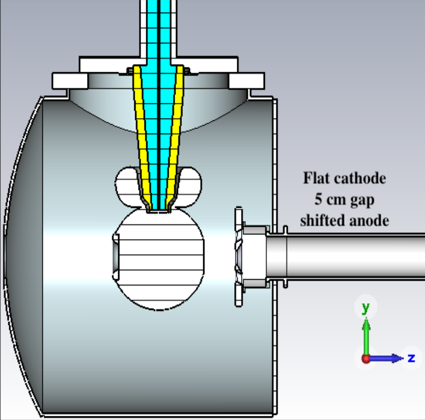 Flat cathode
5 cm gap
shifted anode
y
z